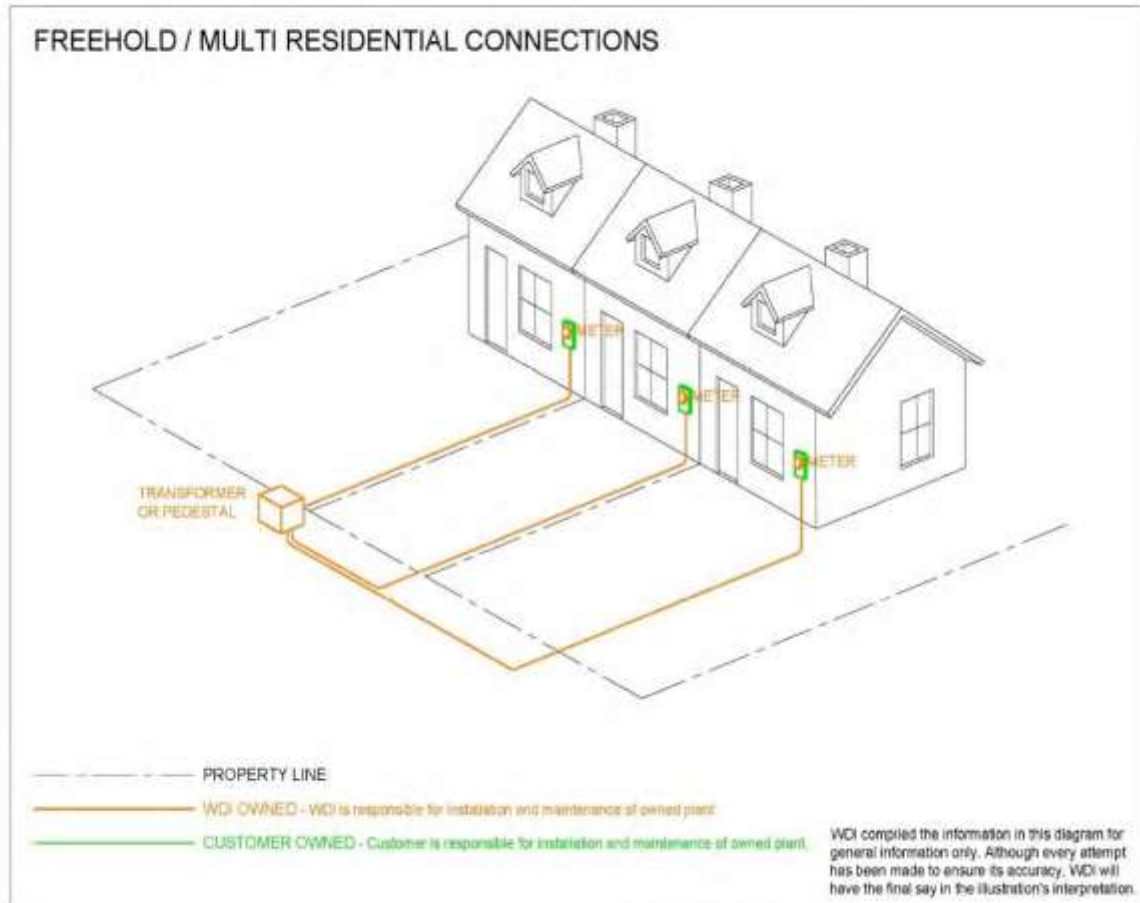 FREEHOLD / MULTI RESIDENTIAL CONNECTIONS
METER
METER
METER
TRANSFORMER
OR PEDESTAL
PROPERTY LINE
WDI OWNED - WDI is responsible for installation and maintenance of owned plant
CUSTOMER OWNED - Customer is responsible for installation and maintenance of owned plant.
WDI compiled the information in this diagram for
general information only. Although every attempt
has been made to ensure its accuracy, WDI will
have the final say in the illustration's interpretation.